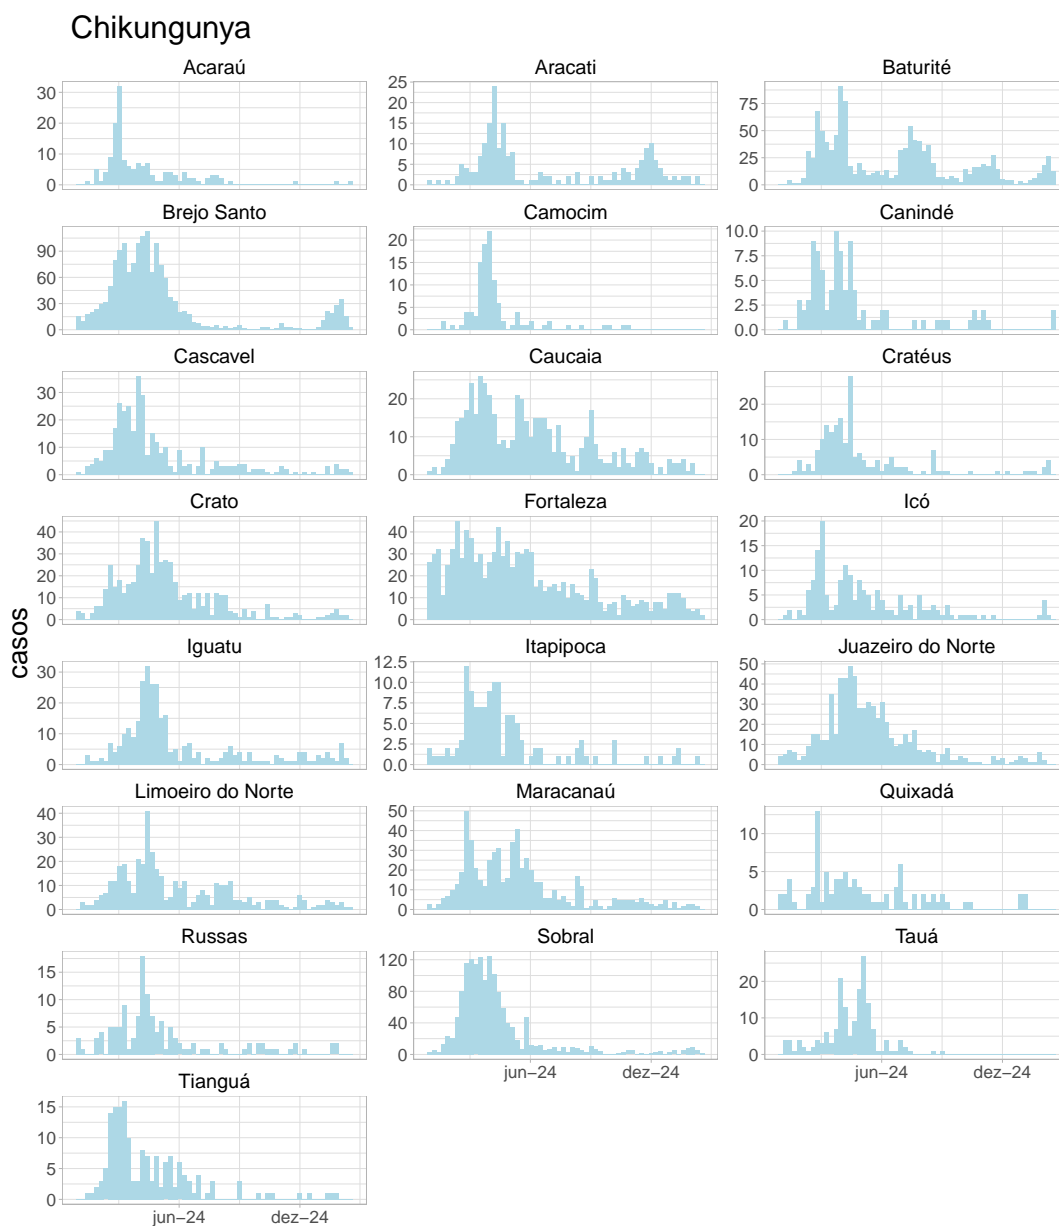 Chikungunya
Acaraú Aracati Baturité
30 20 10 0
25 20 15 10 5 0
75 50 25 0
Brejo Santo Camocim Canindé
90 60 30 0
20 15 10 5 0
10.0 7.5 5.0 2.5 0.0
Cascavel Caucaia Cratéus
30 20 10 0
20 10 0
20 10 0
Crato Fortaleza Icó
40 30 20 10 0
40 30 20 10 0
20 15 10 5 0
casos
Iguatu Itapipoca Juazeiro do Norte
30 20 10 0
12.5 10.0 7.5 5.0 2.5 0.0
50 40 30 20 10 0
Limoeiro do Norte Maracanaú Quixadá
40 30 20 10 0
50 40 30 20 10 0
10 5 0
Russas Sobral Tauá
15 10 5 0
120 80 40 0
20 10 0
jun−24 dez−24 jun−24 dez−24
Tianguá
15 10 5 0
jun−24 dez−24